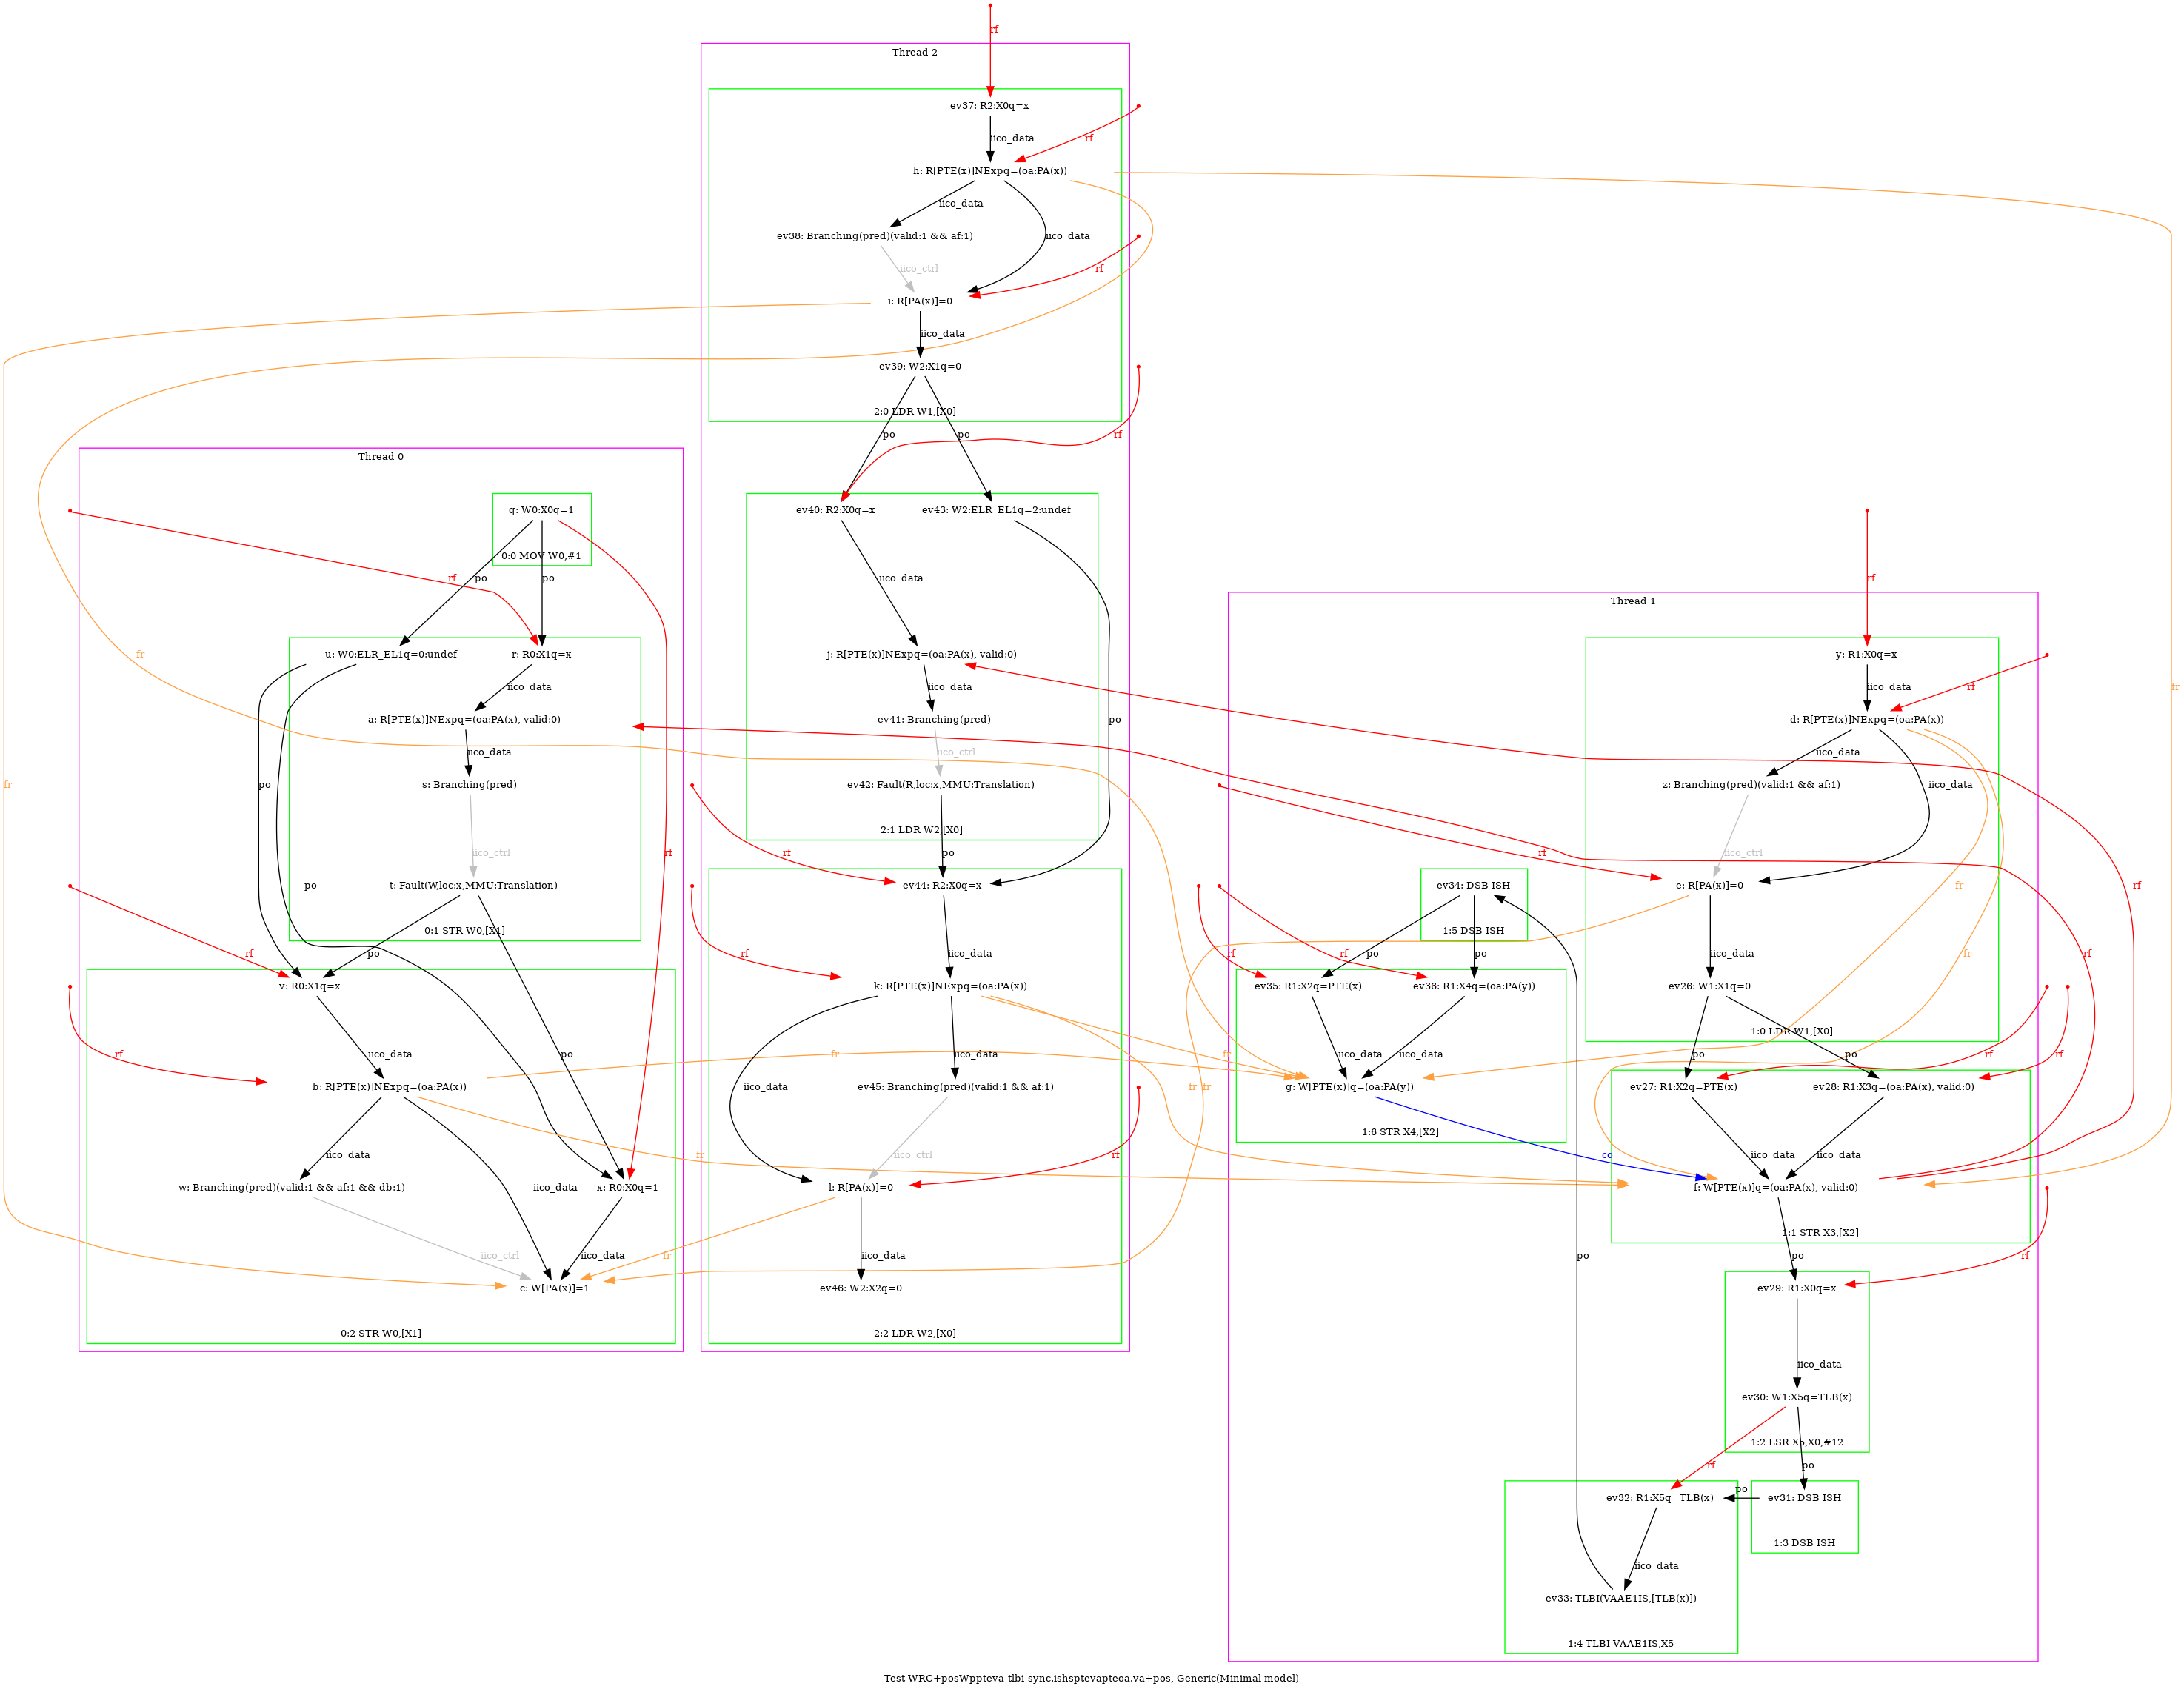 rf
Thread 2
ev37: R2:X0q=x
iico_data
rf
h: R[PTE(x)]NExpq=(oa:PA(x))
iico_data
ev38: Branching(pred)(valid:1 && af:1)
iico_data
iico_ctrl
rf
i: R[PA(x)]=0
iico_data
ev39: W2:X1q=0
2:0 LDR W1,[X0]
po
po
rf
ev40: R2:X0q=x
ev43: W2:ELR_EL1q=2:undef
iico_data
j: R[PTE(x)]NExpq=(oa:PA(x), valid:0)
iico_data
ev41: Branching(pred)
po
iico_ctrl
ev42: Fault(R,loc:x,MMU:Translation)
2:1 LDR W2,[X0]
po
rf
ev44: R2:X0q=x
rf
iico_data
k: R[PTE(x)]NExpq=(oa:PA(x))
iico_data
iico_data
fr
fr
ev45: Branching(pred)(valid:1 && af:1)
iico_ctrl
rf
l: R[PA(x)]=0
fr
iico_data
ev46: W2:X2q=0
2:2 LDR W2,[X0]
Thread 0
q: W0:X0q=1
0:0 MOV W0,#1
rf
po
po
u: W0:ELR_EL1q=0:undef
r: R0:X1q=x
fr
iico_data
a: R[PTE(x)]NExpq=(oa:PA(x), valid:0)
iico_data
s: Branching(pred)
fr
po
iico_ctrl
rf
po
t: Fault(W,loc:x,MMU:Translation)
0:1 STR W0,[X1]
rf
po
po
v: R0:X1q=x
rf
iico_data
fr
b: R[PTE(x)]NExpq=(oa:PA(x))
iico_data
fr
w: Branching(pred)(valid:1 && af:1 && db:1)
iico_data
x: R0:X0q=1
iico_ctrl
iico_data
c: W[PA(x)]=1
0:2 STR W0,[X1]
rf
Thread 1
y: R1:X0q=x
iico_data
rf
fr
d: R[PTE(x)]NExpq=(oa:PA(x))
iico_data
z: Branching(pred)(valid:1 && af:1)
iico_data
rf
iico_ctrl
e: R[PA(x)]=0
fr
rf
ev34: DSB ISH
1:5 DSB ISH
rf
rf
po
po
fr
rf
iico_data
ev35: R1:X2q=PTE(x)
ev36: R1:X4q=(oa:PA(y))
ev26: W1:X1q=0
1:0 LDR W1,[X0]
iico_data
iico_data
po
po
rf
rf
fr
g: W[PTE(x)]q=(oa:PA(y))
1:6 STR X4,[X2]
ev27: R1:X2q=PTE(x)
ev28: R1:X3q=(oa:PA(x), valid:0)
co
iico_data
iico_data
f: W[PTE(x)]q=(oa:PA(x), valid:0)
1:1 STR X3,[X2]
po
rf
po
ev29: R1:X0q=x
iico_data
ev30: W1:X5q=TLB(x)
1:2 LSR X5,X0,#12
rf
po
ev32: R1:X5q=TLB(x)
po
ev31: DSB ISH
1:3 DSB ISH
iico_data
ev33: TLBI(VAAE1IS,[TLB(x)])
1:4 TLBI VAAE1IS,X5
Test WRC+posWppteva-tlbi-sync.ishsptevapteoa.va+pos, Generic(Minimal model)